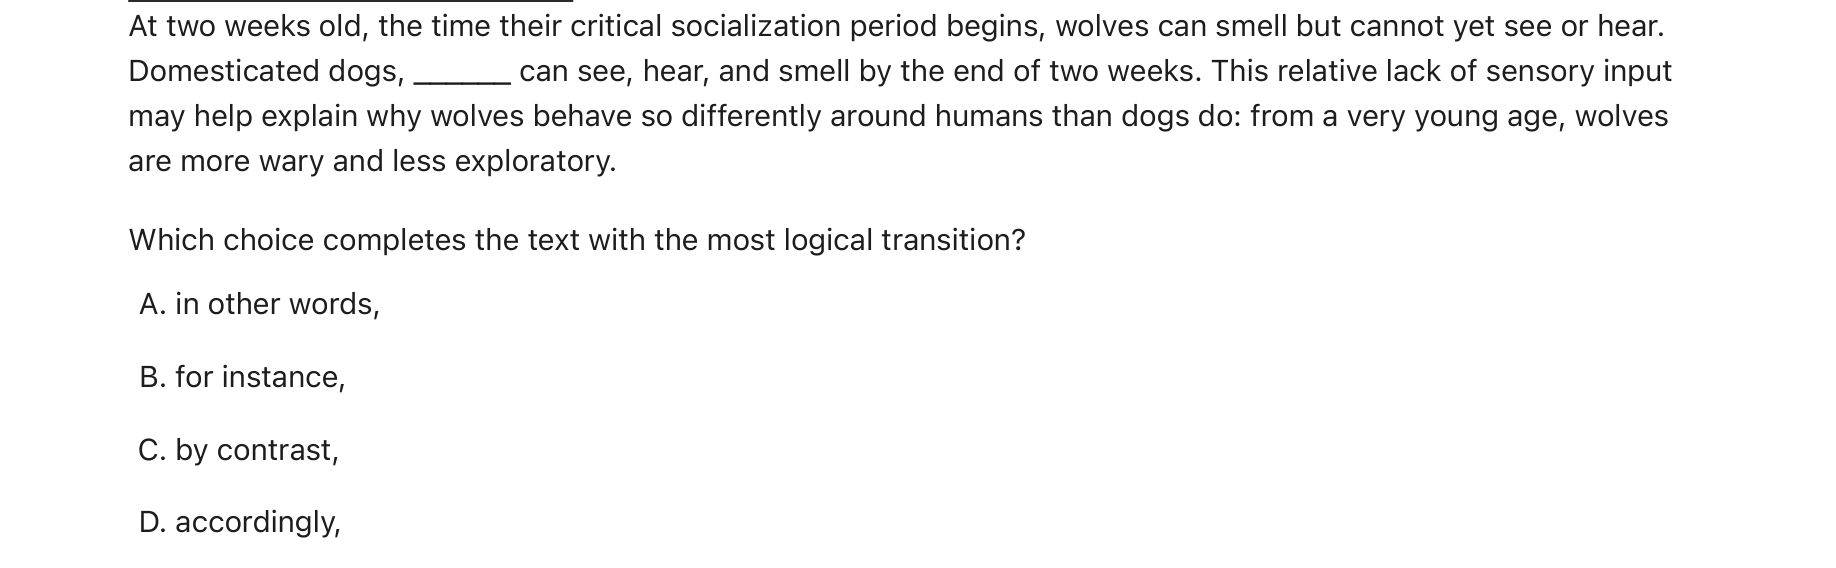 At two weeks old, the time their critical socialization period begins, wolves can smell but cannot yet see or hear.
Domesticated dogs, ______ can see, hear, and smell by the end of two weeks. This relative lack of sensory input
may help explain why wolves behave so differently around humans than dogs do: from a very young age, wolves
are more wary and less exploratory.
Which choice completes the text with the most logical transition?
A. in other words,
B. for instance,
C. by contrast,
D. accordingly,